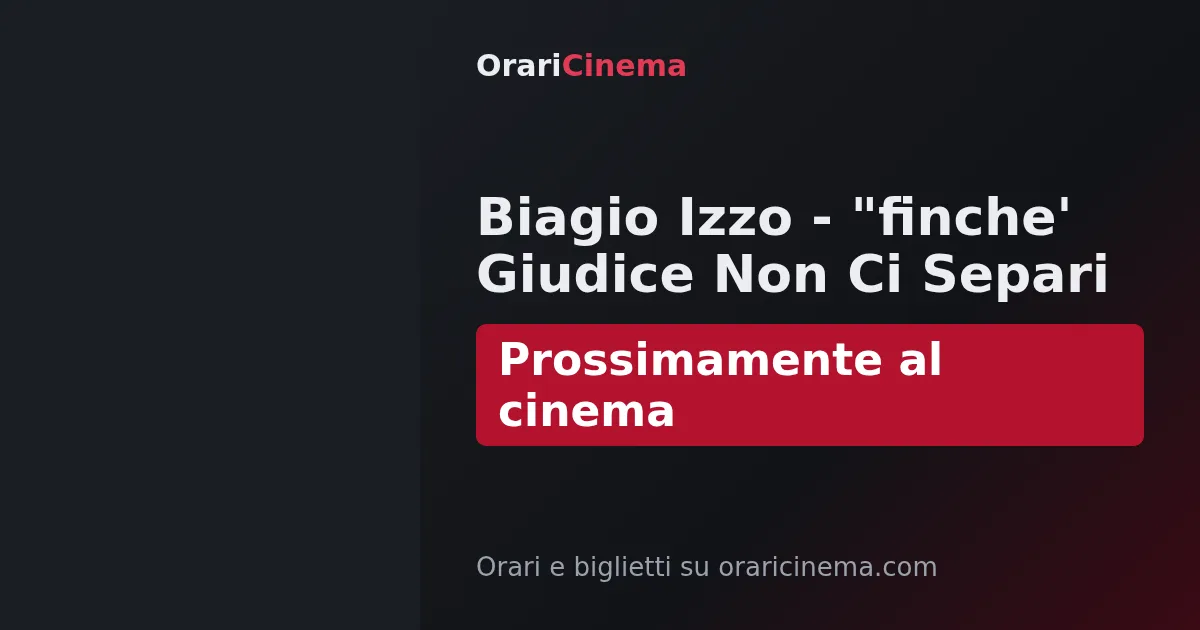 OrariCinema
Biagio Izzo - "finche'
Giudice Non Ci Separi
Prossimamente al
cinema
Orari e biglietti su oraricinema.com